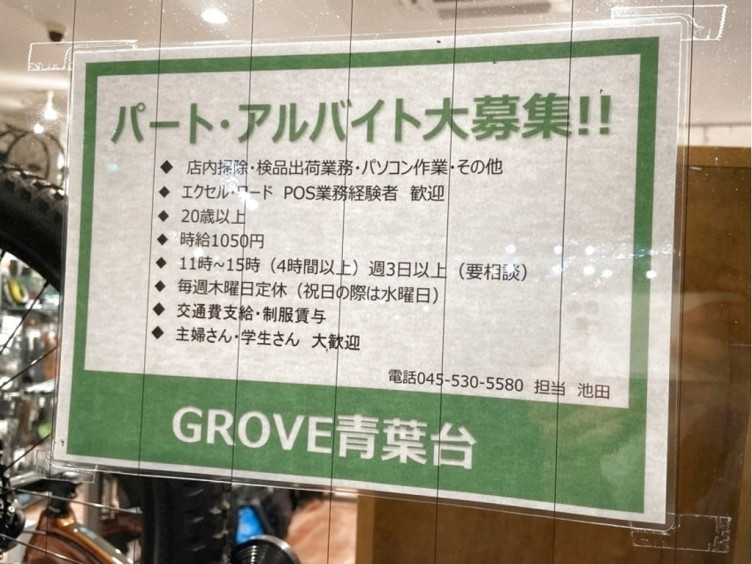 パート・アルバイト大募集!!
◆ 店内掃除・検品出荷業務・パソコン作業・その他
◆ エクセル・ワード POS業務経験者 歓迎
◆ 20歳以上
◆ 時給1050円
◆ 11時~15時（4時間以上）週3日以上（要相談）
◆ 毎週木曜日定休（祝日の際は水曜日）
◆ 交通費支給・制服貸与
◆ 主婦さん・学生さん 大歓迎
電話045-530-5580 担当 池田
GROVE青葉台